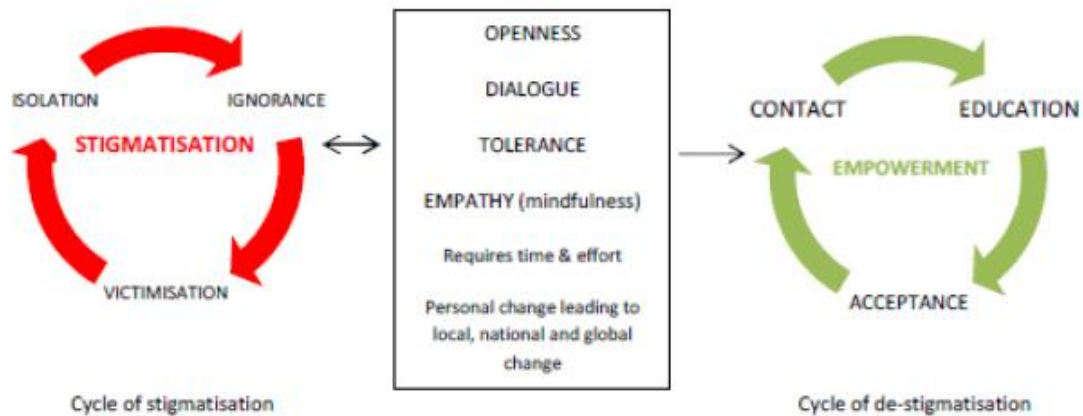 ISOLATION
IGNORANCE
STIGMATISATION
VICTIMISATION
Cycle of stigmatisation
OPENNESS
DIALOGUE
TOLERANCE
EMPATHY (mindfulness)
Requires time & effort
Personal change leading to
local, national and global
change
CONTACT
EDUCATION
EMPOWERMENT
ACCEPTANCE
Cycle of de-stigmatisation